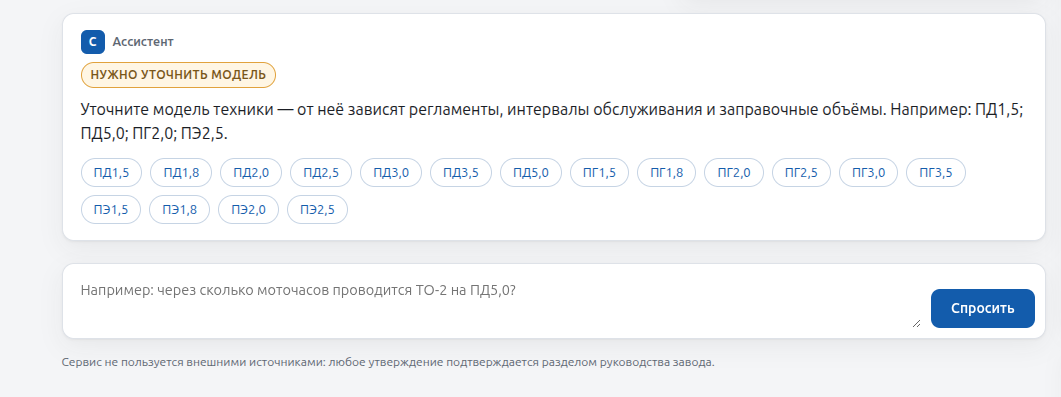 С Ассистент
НУЖНО УТОЧНИТЬ МОДЕЛЬ
Уточните модель техники — от неё зависят регламенты, интервалы обслуживания и заправочные объёмы. Например: ПД1,5;
ПД5,0; ПГ2,0; ПЭ2,5.
ПД1,5 ПД1,8 ПД2,0 ПД2,5 ПД3,0 ПД3,5 ПД5,0 ПГ1,5 ПГ1,8 ПГ2,0 ПГ2,5 ПГ3,0 ПГ3,5
ПЭ1,5 ПЭ1,8 ПЭ2,0 ПЭ2,5
Например: через сколько моточасов проводится ТО-2 на ПД5,0?
Спросить
Сервис не пользуется внешними источниками: любое утверждение подтверждается разделом руководства завода.